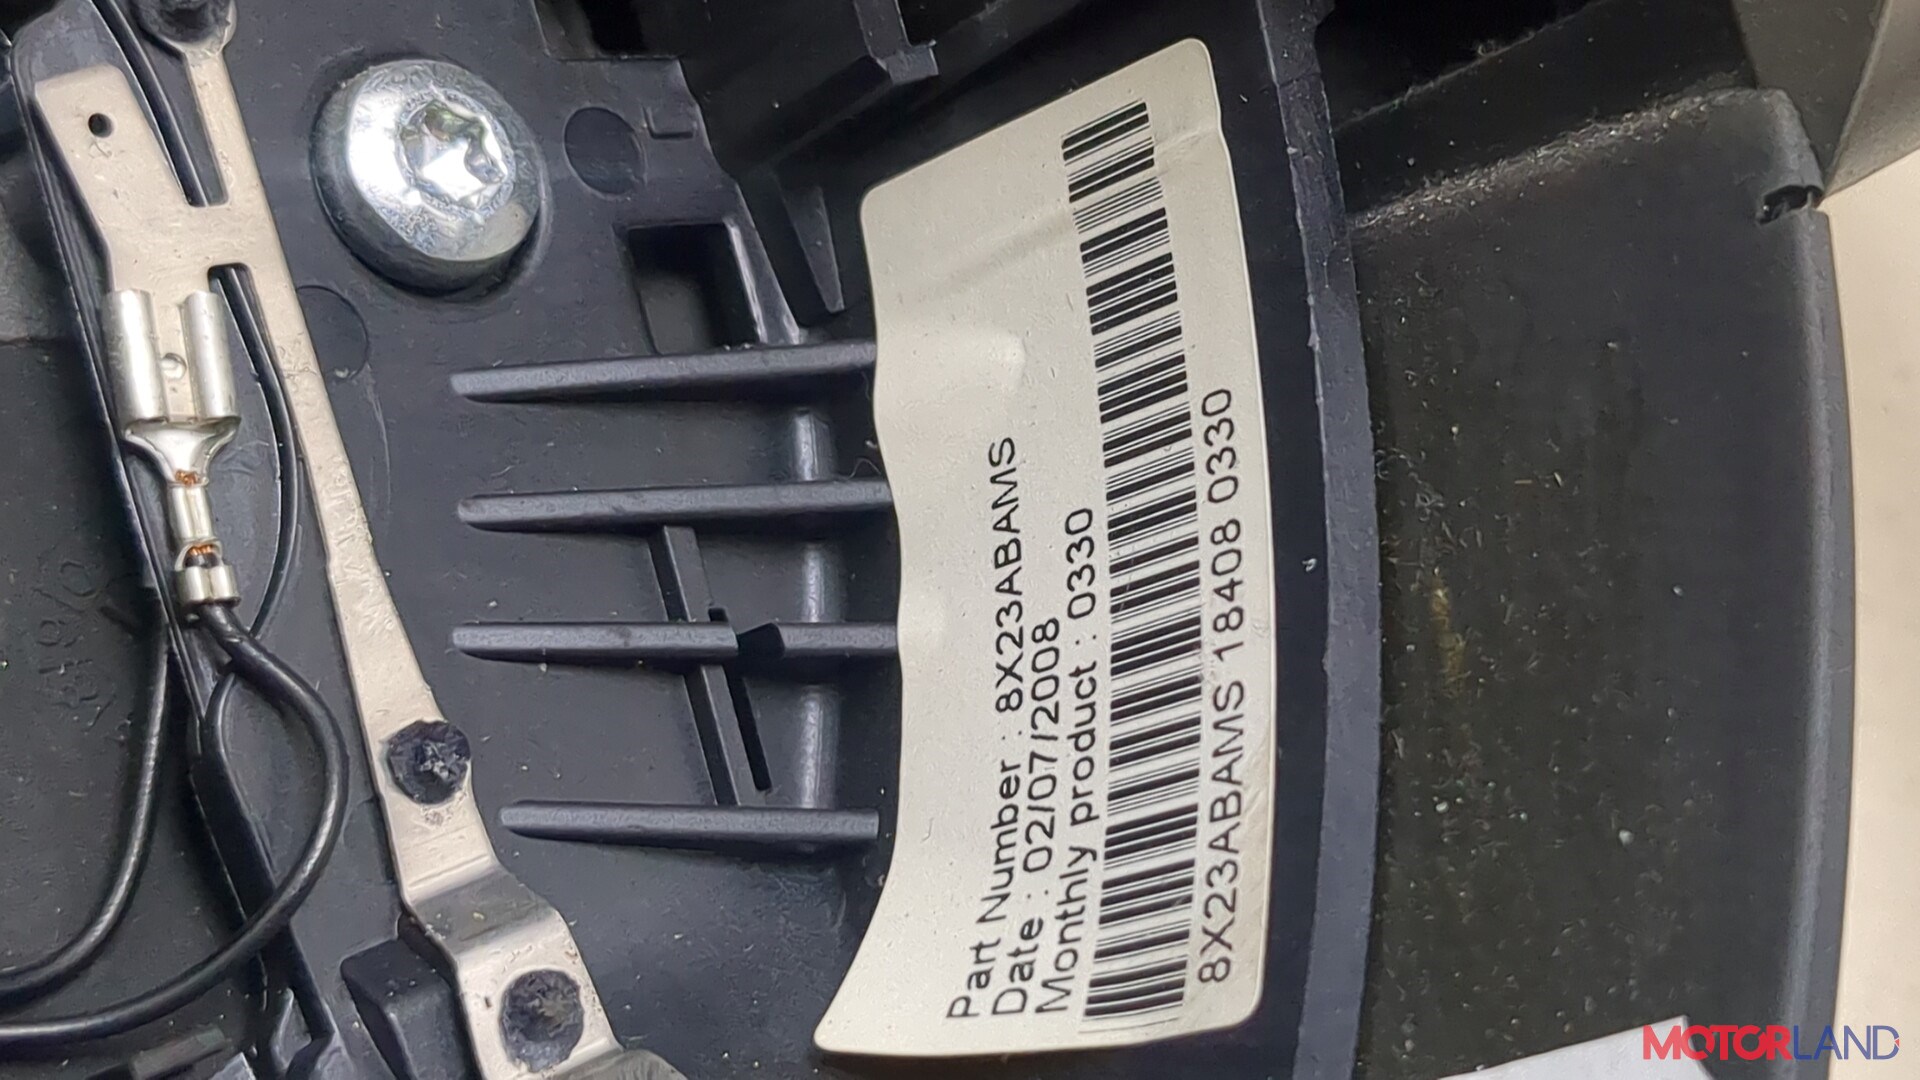 Part Number : 8X23ABAMS
Date : 02/07/2008
Monthly product : 0330
8X23ABAMS 18408 0330
MOTORLAND